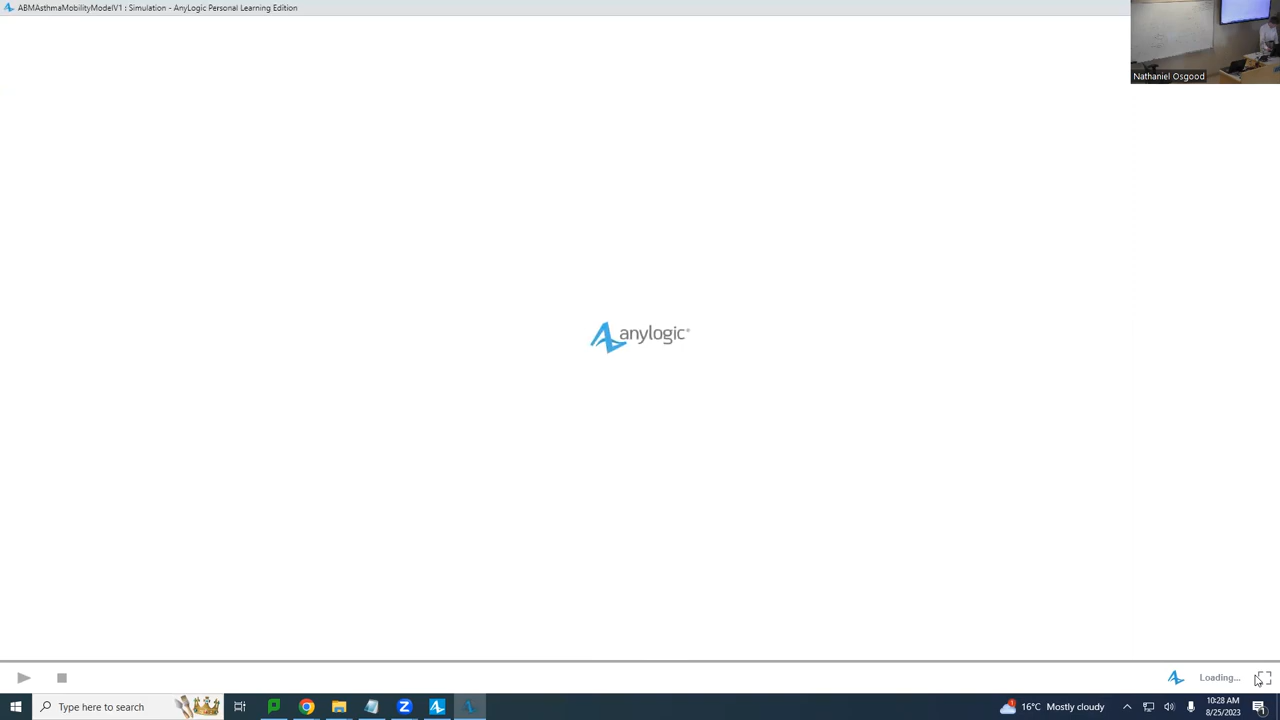 ABMAsthmaMobilityModelV1 : Simulation - AnyLogic Personal Learning Edition
Nathaniel Osgood
anylogic®
Loading...
Type here to search
16°C Mostly cloudy
10:28 AM
8/25/2023